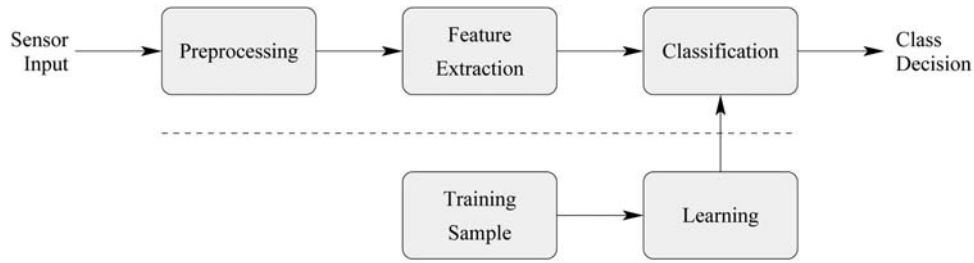 Sensor
Input
Preprocessing
Feature
Extraction
Classification
Class
Decision
Training
Sample
Learning